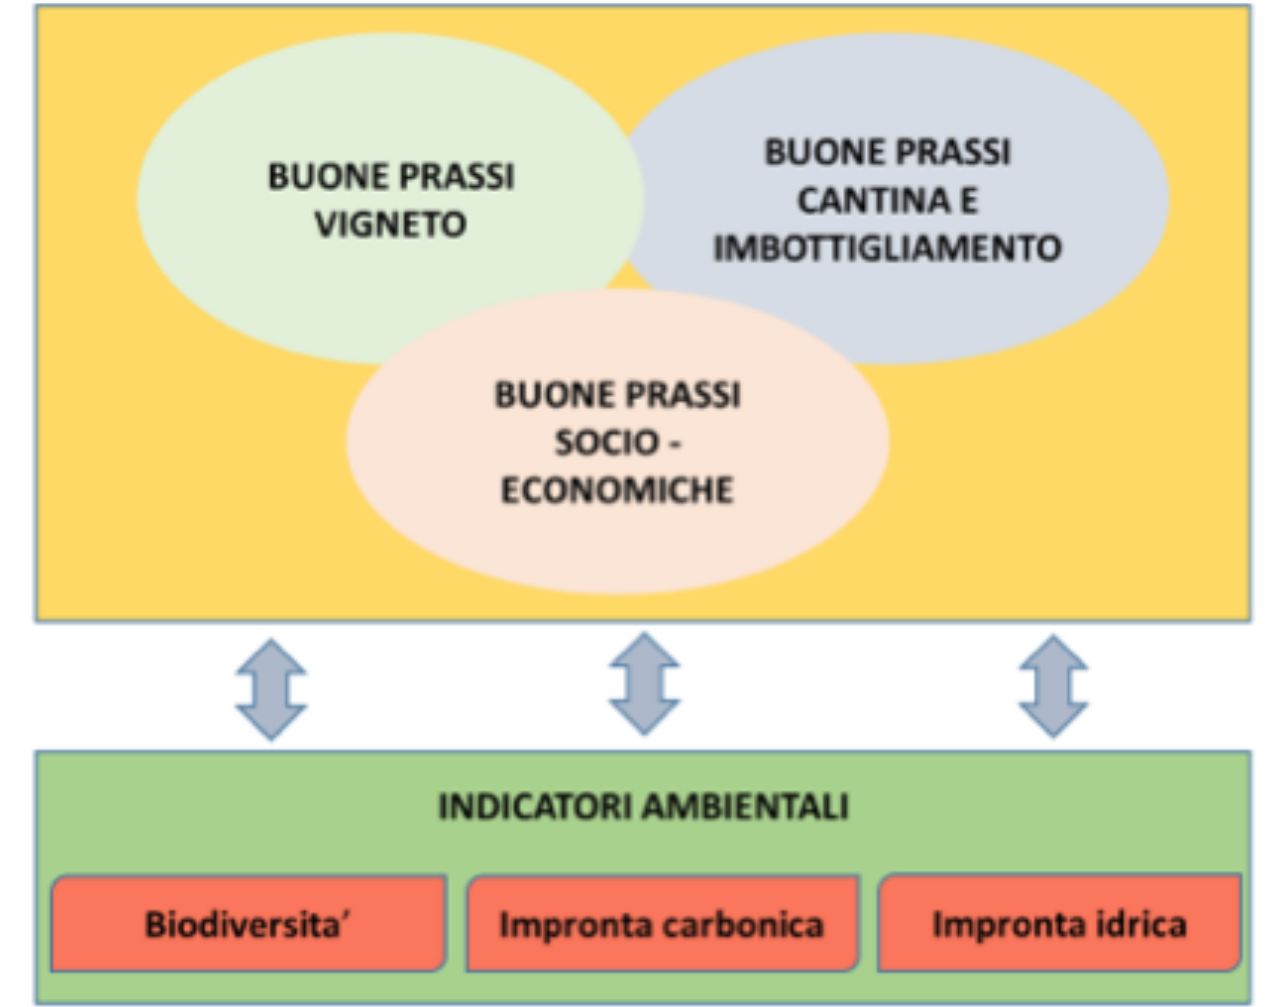 BUONE PRASSI
VIGNETO
BUONE PRASSI
CANTINA E
IMBOTTIGLIAMENTO
BUONE PRASSI
SOCIO -
ECONOMICHE
INDICATORI AMBIENTALI
Biodiversita’
Impronta carbonica
Impronta idrica